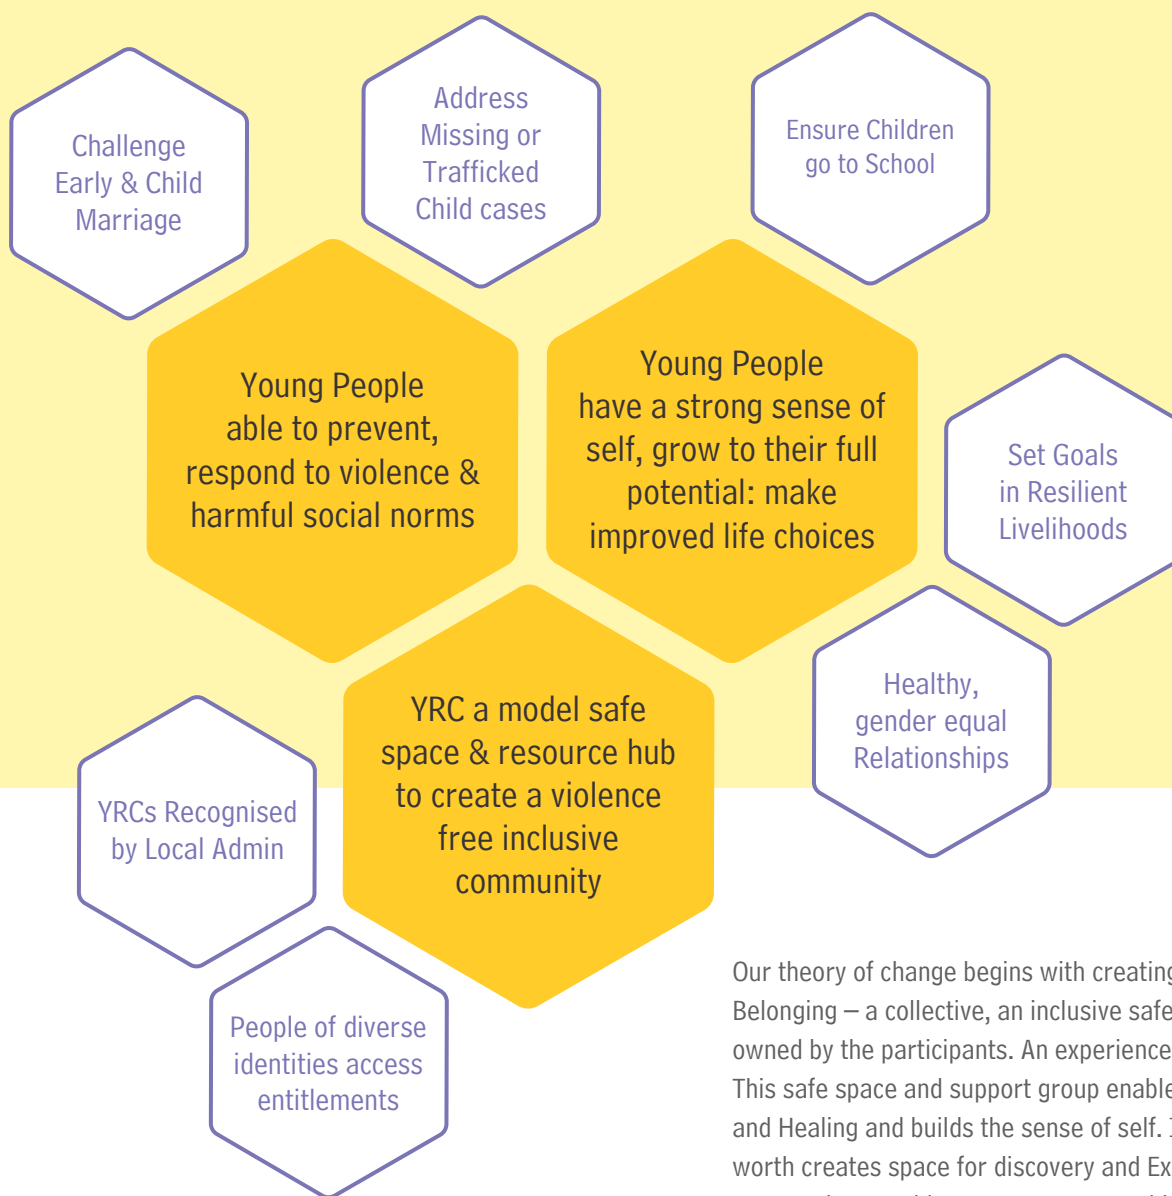 Challenge
Early & Child
Marriage
Address
Missing or
Trafficked
Child cases
Ensure Children
go to School
Young People
able to prevent,
respond to violence &
harmful social norms
Young People
have a strong sense of
self, grow to their full
potential: make
improved life choices
Set Goals
in Resilient
Livelihoods
Healthy,
gender equal
Relationships
YRC a model safe
space & resource hub
to create a violence
free inclusive
community
YRCs Recognised
by Local Admin
People of diverse
identities access
entitlements
Our theory of change begins with creating
Belonging – a collective, an inclusive safe
owned by the participants. An experience
This safe space and support group enable
and Healing and builds the sense of self.
worth creates space for discovery and Ex